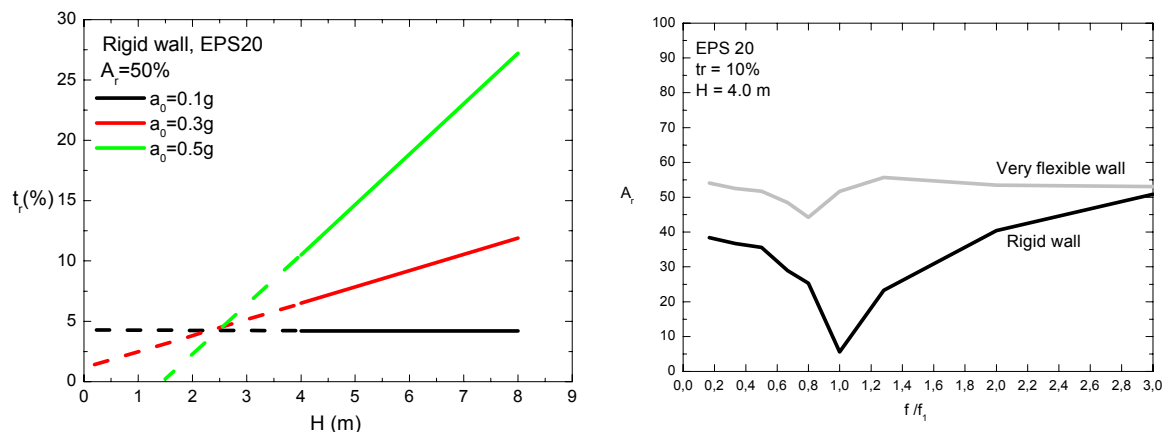 30
25
20
15
10
5
0
t_r(%)
Rigid wall, EPS20
A_r=50%
a_0=0.1g
a_0=0.3g
a_0=0.5g
0 1 2 3 4 5 6 7 8 9
H (m)
100
90
80
70
60
50
40
30
20
10
0
A_r
EPS 20
tr = 10%
H = 4.0 m
Very flexible wall
Rigid wall
0,0 0,2 0,4 0,6 0,8 1,0 1,2 1,4 1,6 1,8 2,0 2,2 2,4 2,6 2,8 3,0
f /f_1